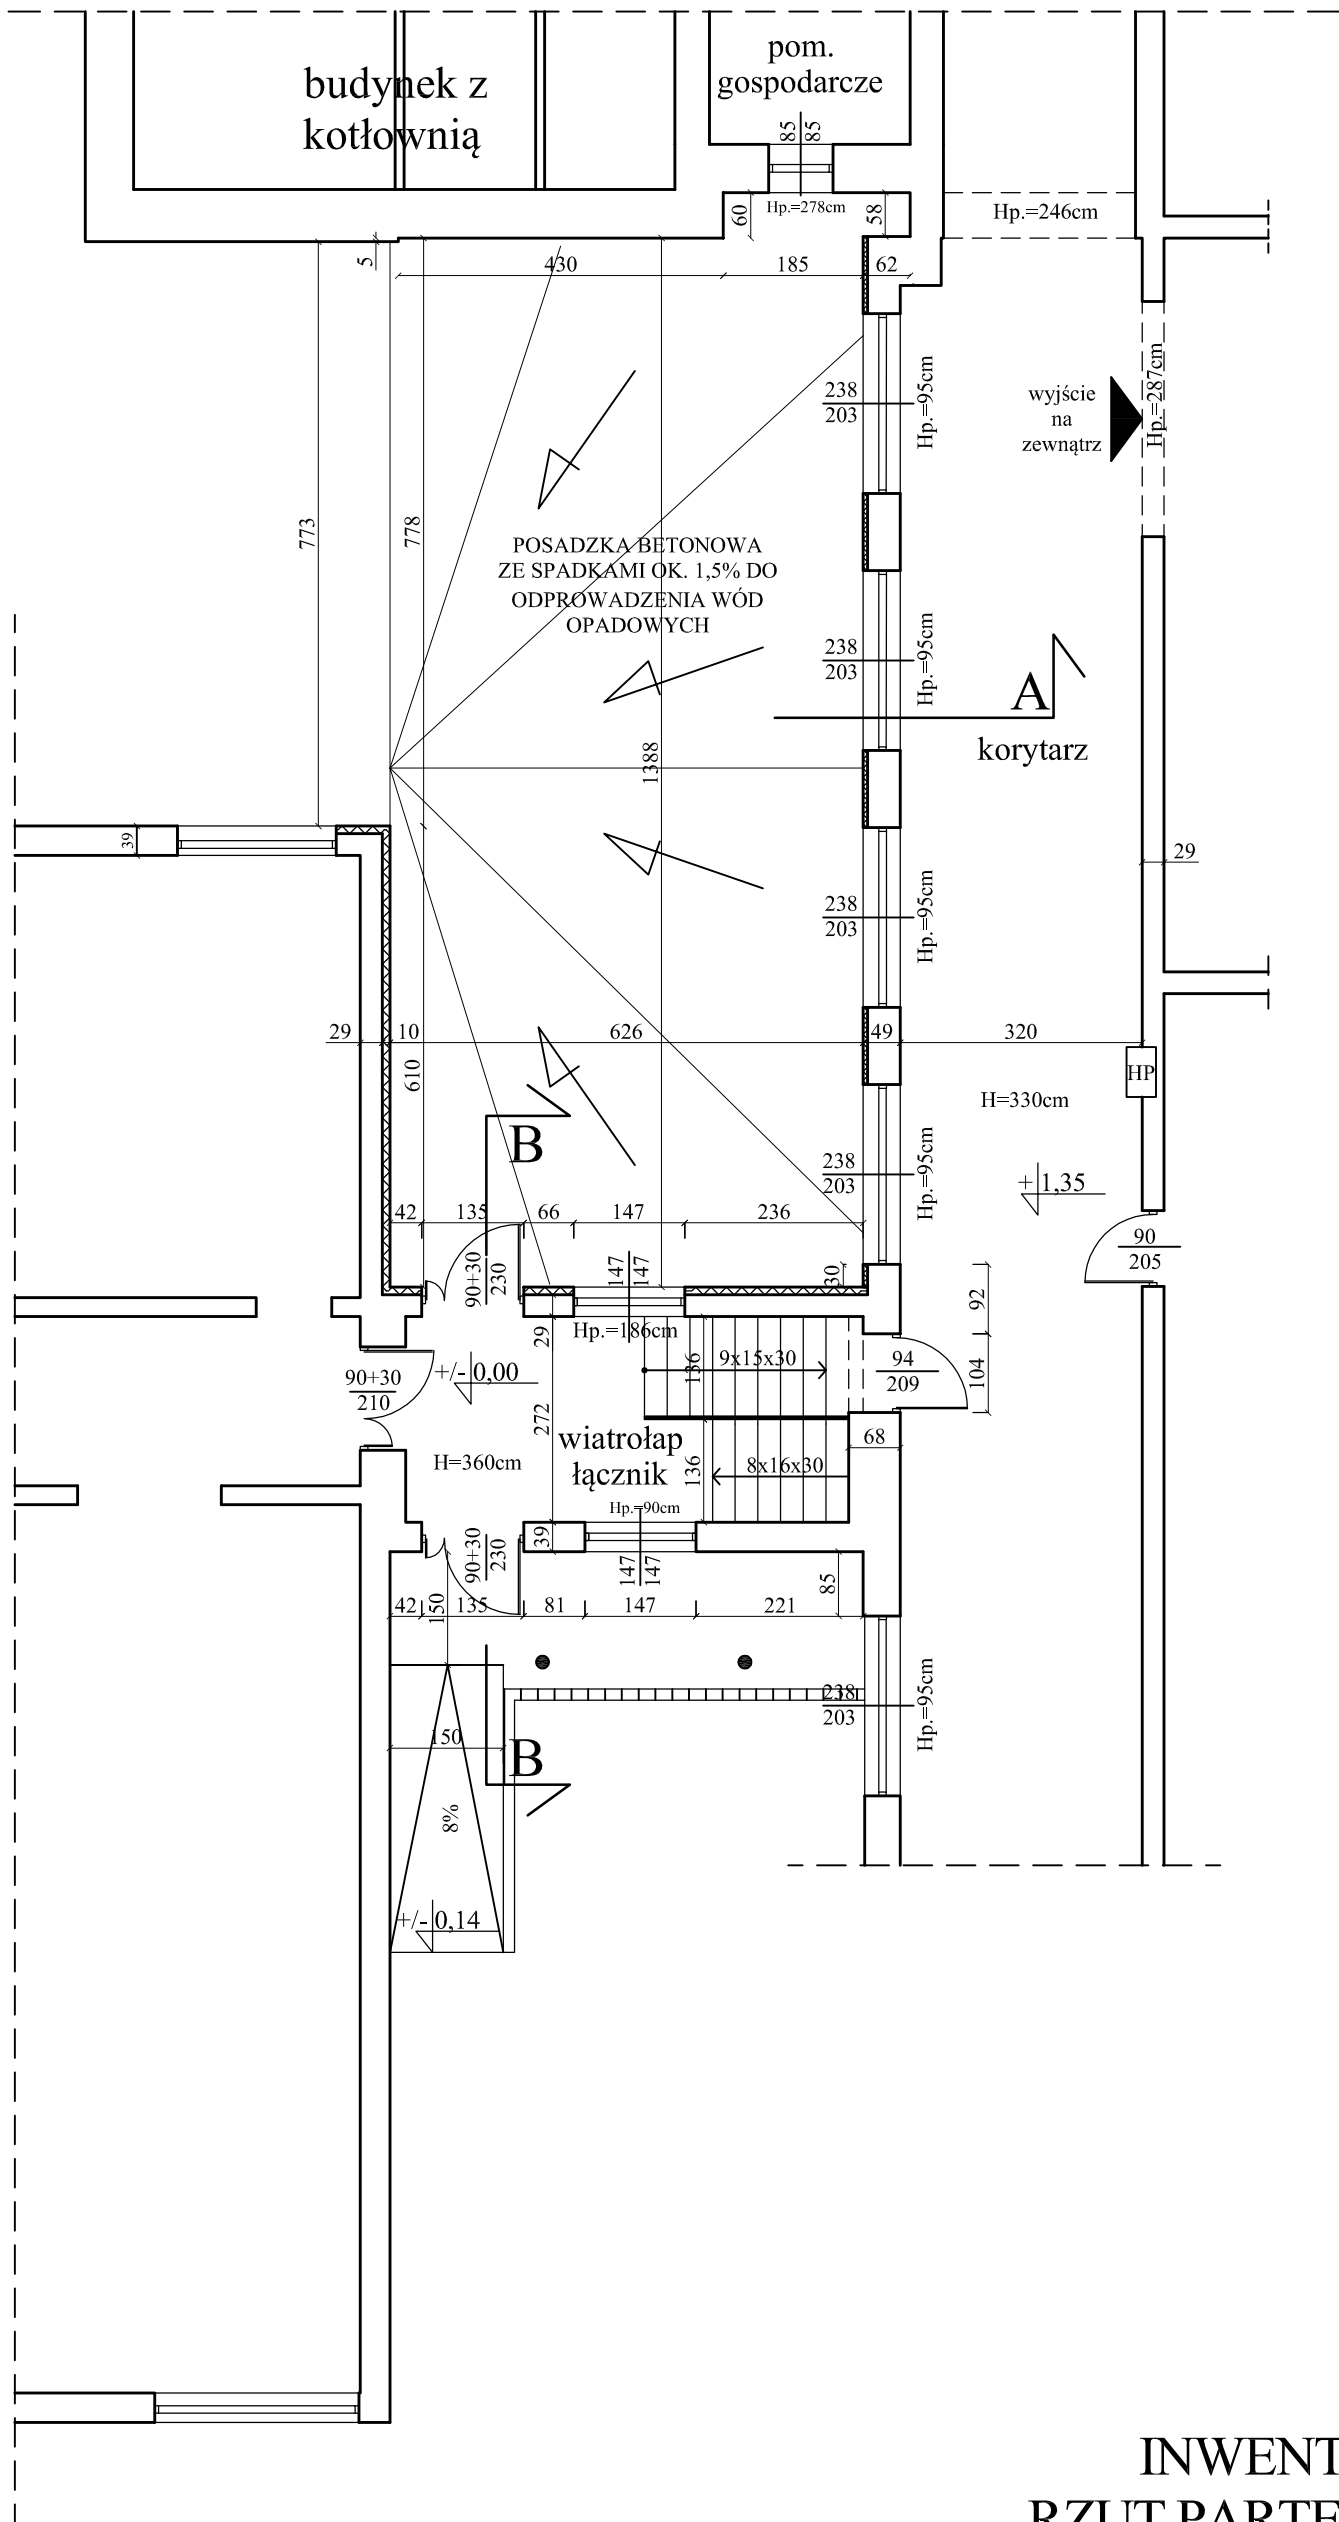 budynek z
kotłownią
pom.
gospodarcze
85
85
Hp.=278cm
60
58
Hp.=246cm
5
430
185
62
238
203
Hp.=95cm
wyjście
na
zewnątrz
Hp.=287cm
773
778
POSADZKA BETONOWA
ZE SPADKAMI OK. 1,5% DO
ODPROWADZENIA WÓD
OPADOWYCH
238
203
Hp.=95cm
A
korytarz
1388
39
29
238
203
Hp.=95cm
29
10
626
49
320
610
HP
H=330cm
B
238
203
Hp.=95cm
+ 1,35
42
135
66
147
236
90
205
90+30
230
147
147
30
92
Hp.=186cm
29
136
9x15x30
94
209
104
90+30
210
+/- 0,00
272
wiatrołap
łącznik
68
H=360cm
136
8x16x30
Hp.=90cm
39
90+30
230
147
147
85
42
150
135
81
147
221
238
203
Hp.=95cm
150
B
8%
+/- 0,14
INWENT
RZUT PARTE